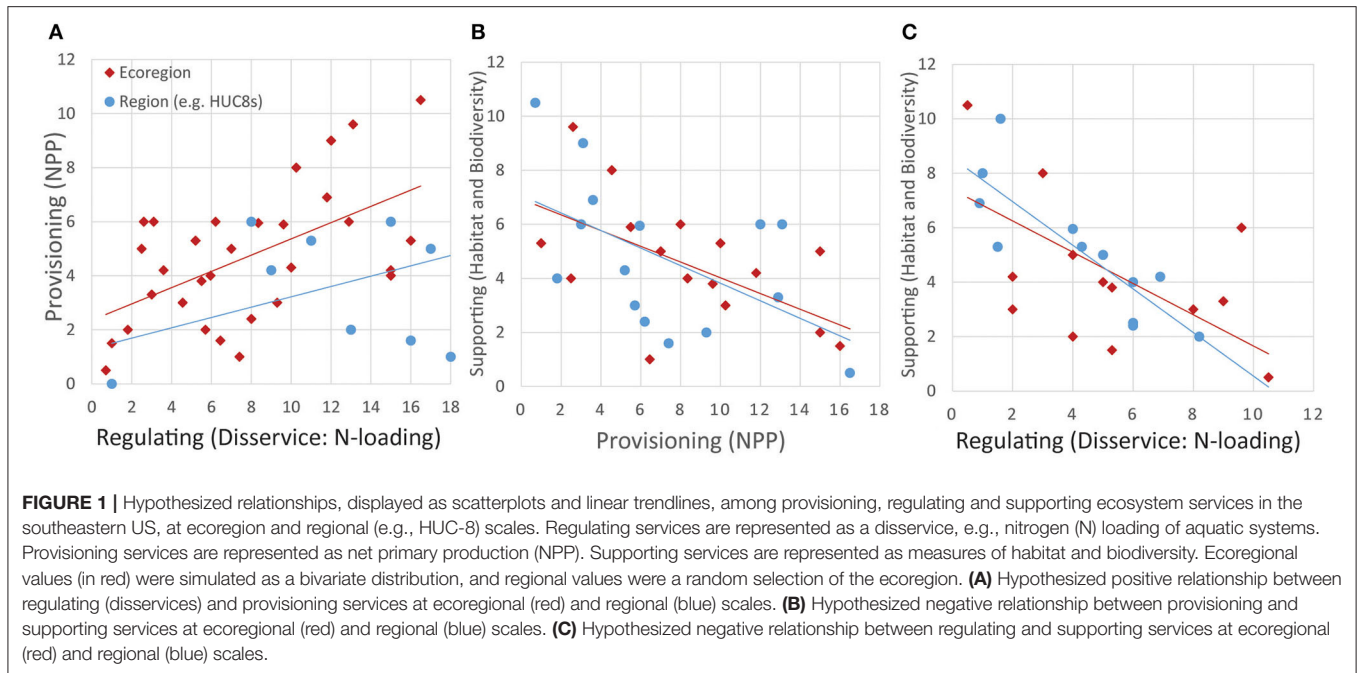 A
12
10
8
6
4
2
0
0 2 4 6 8 10 12 14 16 18
Provisioning (NPP)
Regulating (Disservice: N-loading)
Ecoregion
Region (e.g. HUC8s)
B
12
10
8
6
4
2
0
0 2 4 6 8 10 12 14 16 18
Supporting (Habitat and Biodiversity)
Provisioning (NPP)
C
12
10
8
6
4
2
0
0 2 4 6 8 10 12
Supporting (Habitat and Biodiversity)
Regulating (Disservice: N-loading)
FIGURE 1 | Hypothesized relationships, displayed as scatterplots and linear trendlines, among provisioning, regulating and supporting ecosystem services in the
southeastern US, at ecoregion and regional (e.g., HUC-8) scales. Regulating services are represented as a disservice, e.g., nitrogen (N) loading of aquatic systems.
Provisioning services are represented as net primary production (NPP). Supporting services are represented as measures of habitat and biodiversity. Ecoregional
values (in red) were simulated as a bivariate distribution, and regional values were a random selection of the ecoregion. (A) Hypothesized positive relationship between
regulating (disservices) and provisioning services at ecoregional (red) and regional (blue) scales. (B) Hypothesized negative relationship between provisioning and
supporting services at ecoregional (red) and regional (blue) scales. (C) Hypothesized negative relationship between regulating and supporting services at ecoregional
(red) and regional (blue) scales.